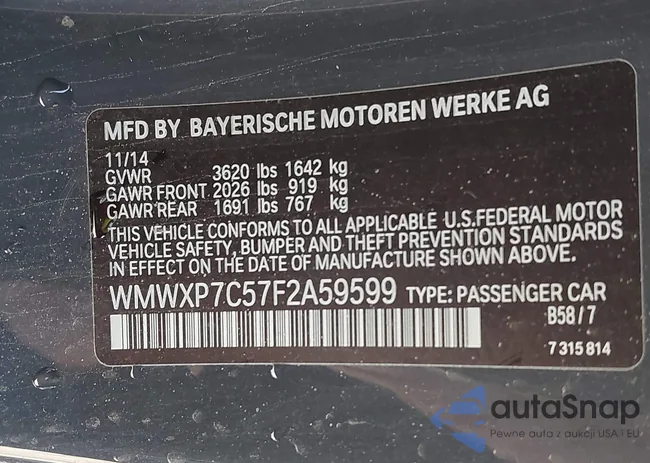 MFD BY BAYERISCHE MOTOREN WERKE AG
11/14
GVWR 3620 lbs 1642 kg
GAWR FRONT 2026 lbs 919 kg
GAWR REAR 1691 lbs 767 kg
THIS VEHICLE CONFORMS TO ALL APPLICABLE U.S.FEDERAL MOTOR
VEHICLE SAFETY, BUMPER AND THEFT PREVENTION STANDARDS
IN EFFECT ON THE DATE OF MANUFACTURE SHOWN ABOVE.
WMWXP7C57F2A59599 TYPE: PASSENGER CAR
B58/7
7 315 814
autaSnap
Pewne auta z aukcji USA i EU